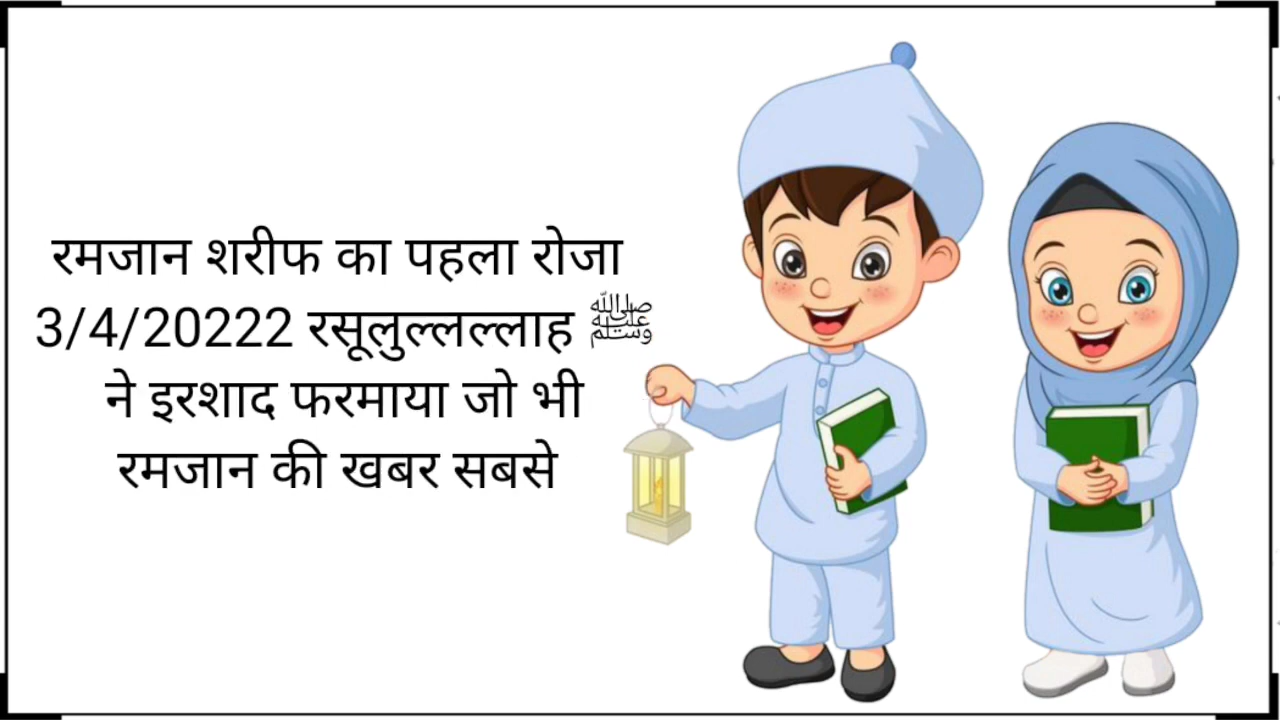 रमजान शरीफ का पहला रोजा
3/4/20222 रसूलुल्लल्लाह ﷺ
ने इरशाद फरमाया जो भी
रमजान की खबर सबसे